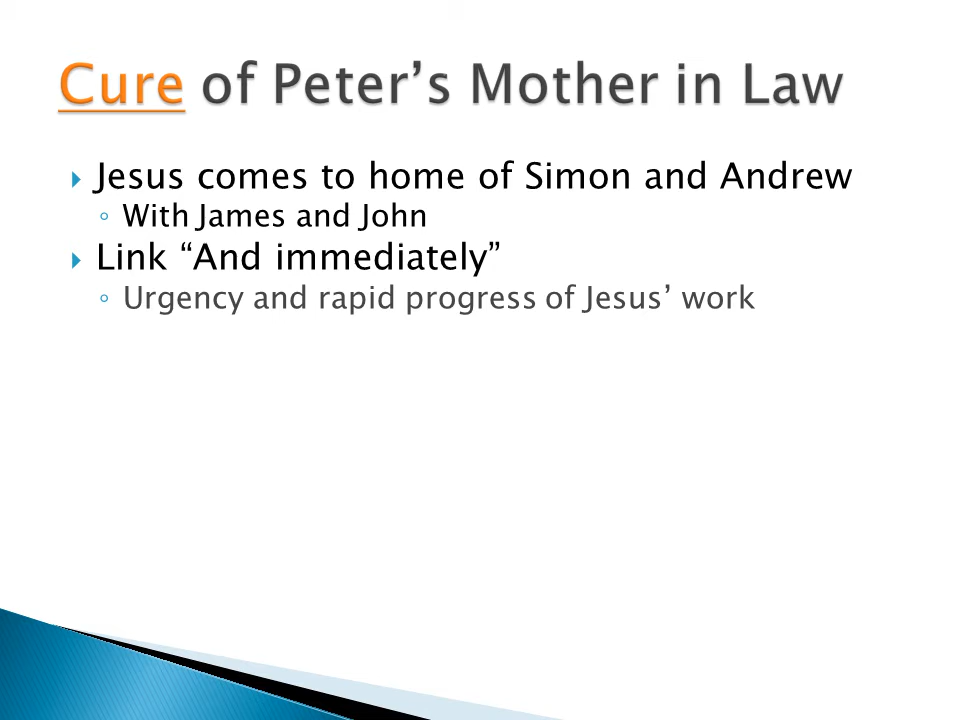 Cure of Peter’s Mother in Law
Jesus comes to home of Simon and Andrew
With James and John
Link “And immediately”
Urgency and rapid progress of Jesus’ work